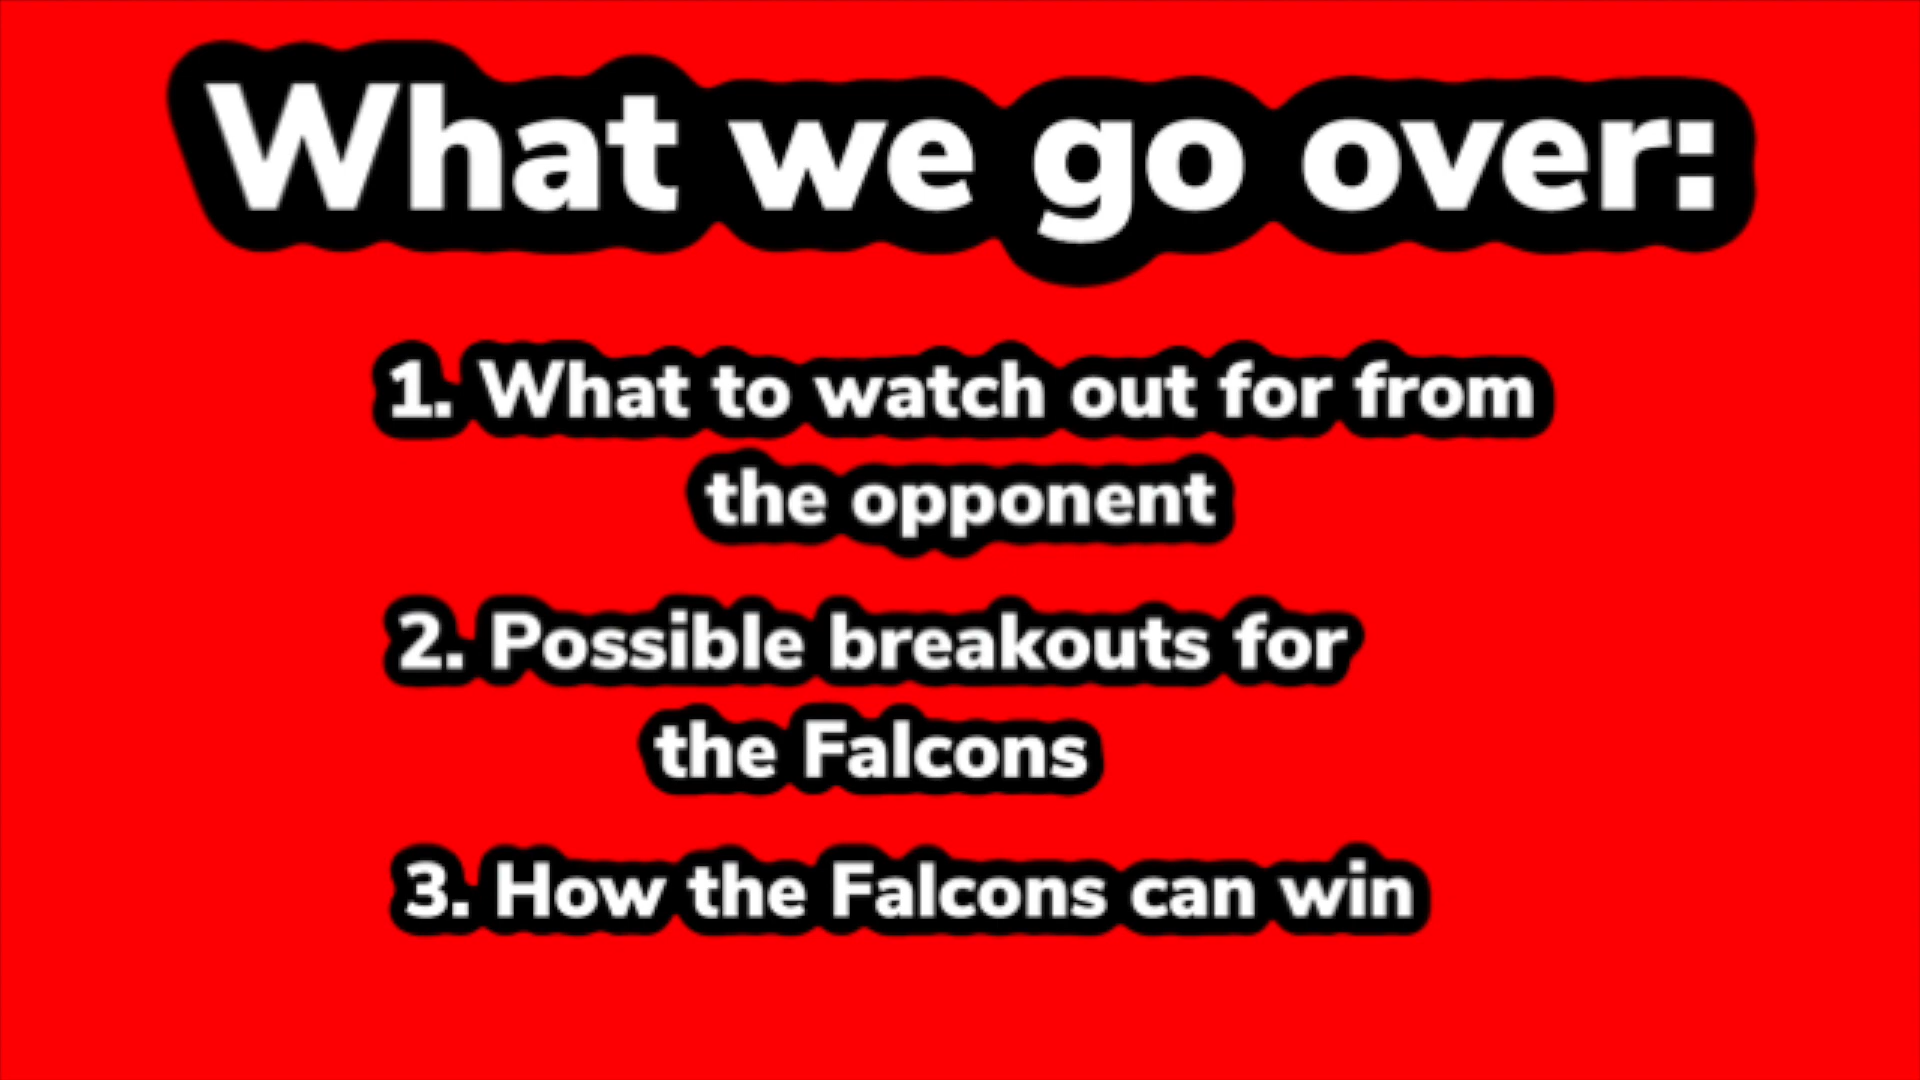 What we go over:
1. What to watch out for from
the opponent
2. Possible breakouts for
the Falcons
3. How the Falcons can win